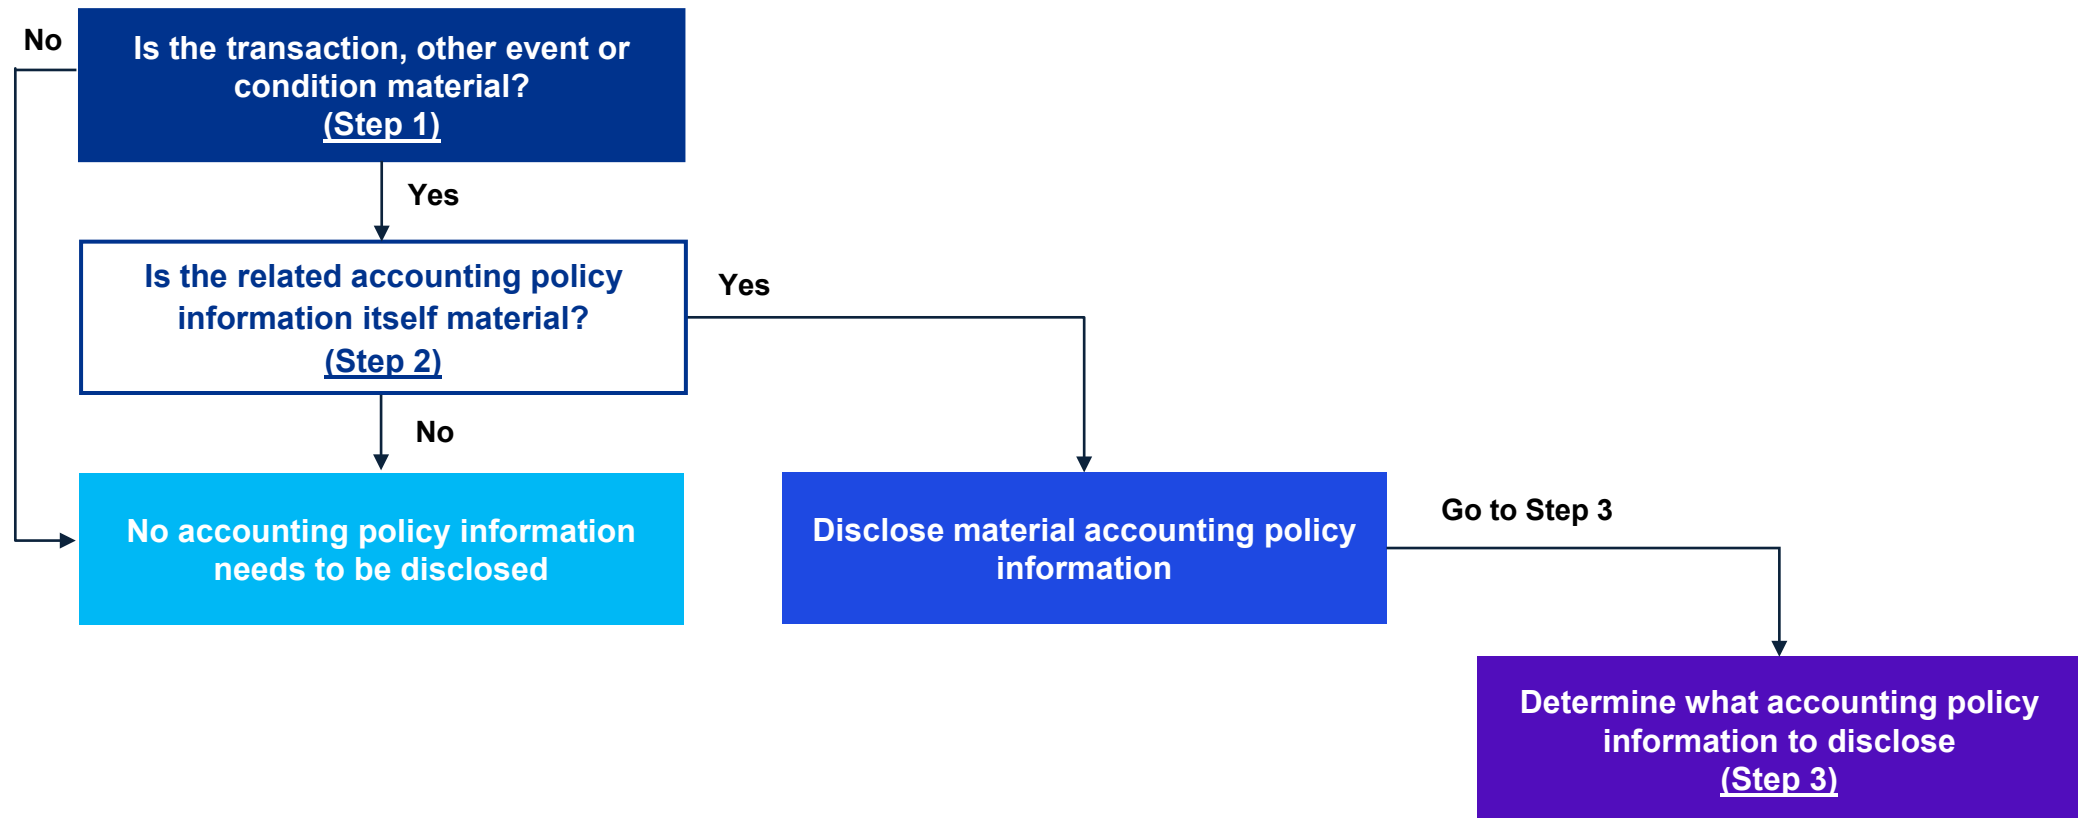 No
Is the transaction, other event or
condition material?
(Step 1)
Yes
Is the related accounting policy
information itself material?
(Step 2)
Yes
No
No accounting policy information
needs to be disclosed
Disclose material accounting policy
information
Go to Step 3
Determine what accounting policy
information to disclose
(Step 3)